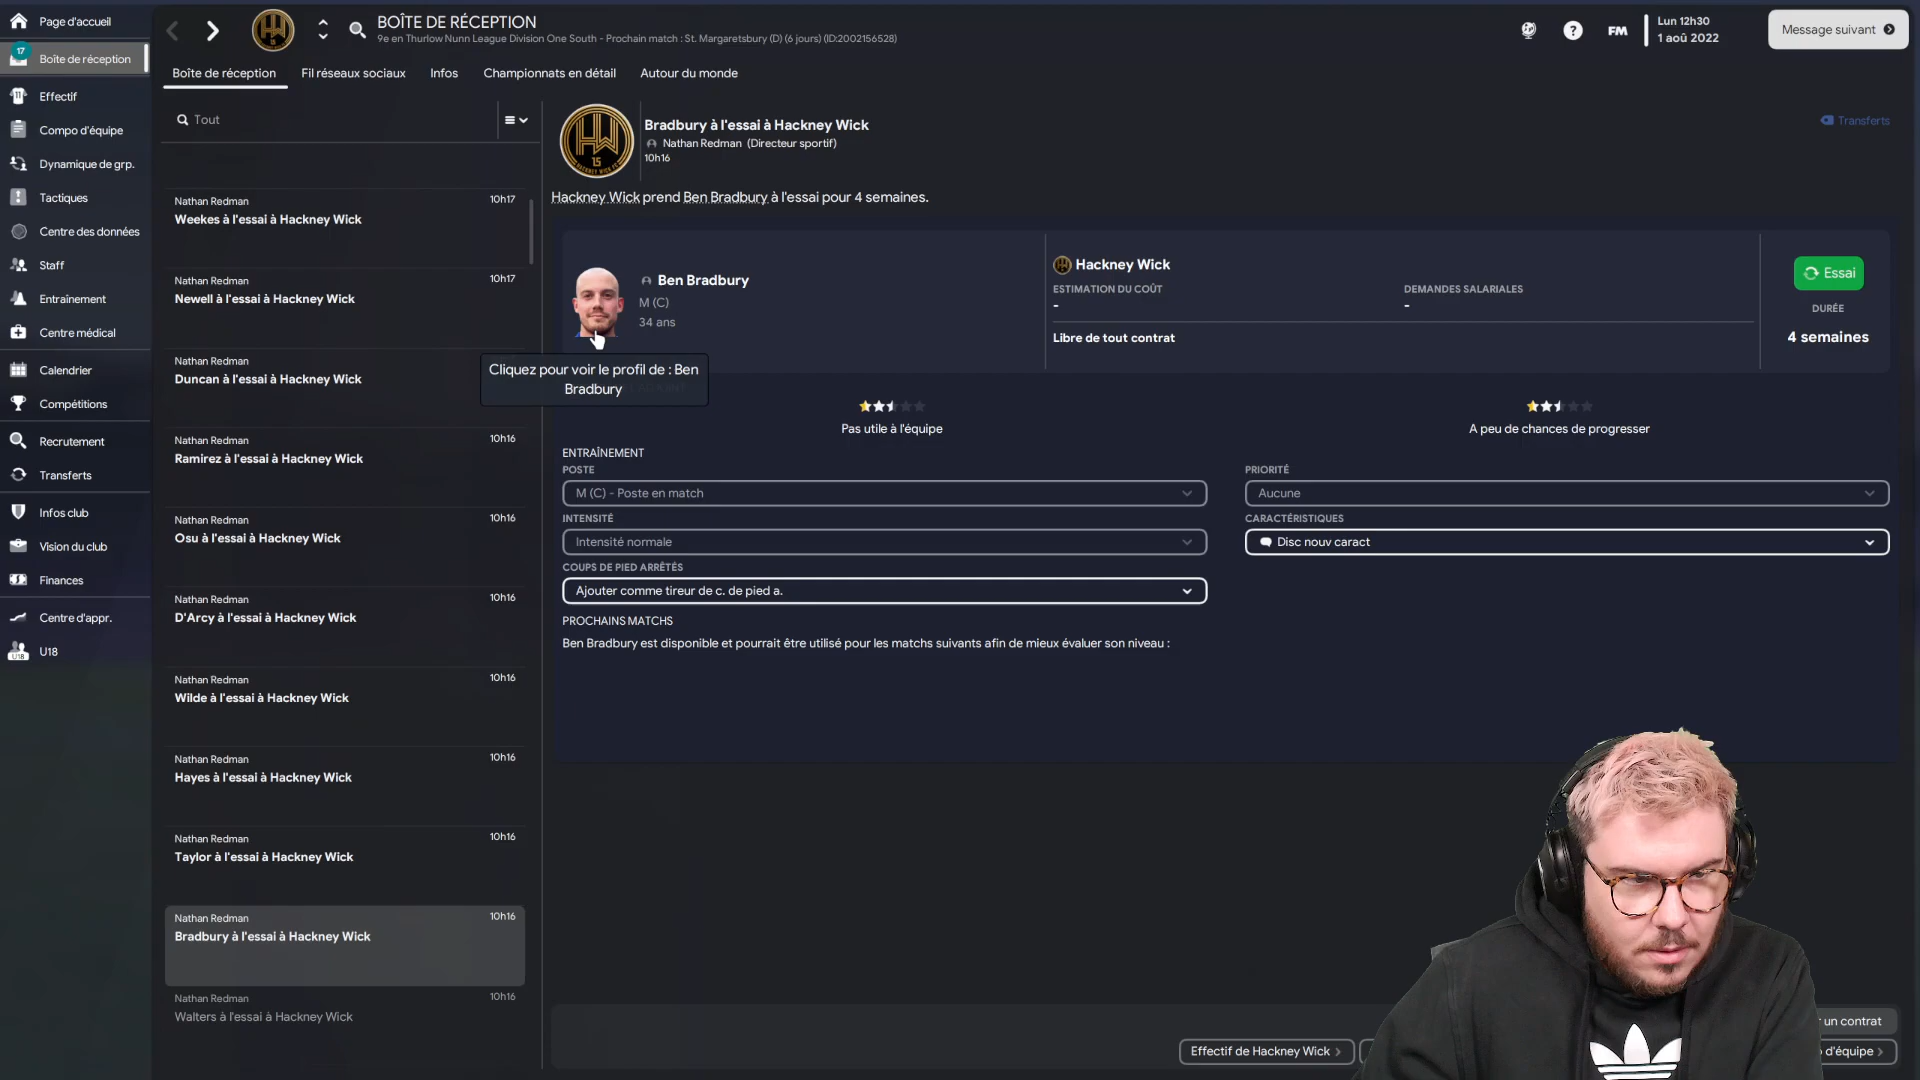 Page d'accueil
17
Boîte de réception
Effectif
Compo d'équipe
Dynamique de grp.
Tactiques
Centre des données
Staff
Entraînement
Centre médical
Calendrier
Compétitions
Recrutement
Transferts
Infos club
Vision du club
Finances
Centre d'appr.
U18
U18
BOÎTE DE RÉCEPTION
9e en Thurlow Nunn League Division One South - Prochain match : St. Margaretsbury (D) (6 jours) (ID:2002156528)
FM
Lun 12h30
1 aoû 2022
Message suivant
Boîte de réception
Fil réseaux sociaux
Infos
Championnats en détail
Autour du monde
Tout
Nathan Redman 10h17
Weekes à l'essai à Hackney Wick
Nathan Redman 10h17
Newell à l'essai à Hackney Wick
Nathan Redman
Duncan à l'essai à Hackney Wick
Nathan Redman 10h16
Ramirez à l'essai à Hackney Wick
Nathan Redman 10h16
Osu à l'essai à Hackney Wick
Nathan Redman 10h16
D'Arcy à l'essai à Hackney Wick
Nathan Redman 10h16
Wilde à l'essai à Hackney Wick
Nathan Redman 10h16
Hayes à l'essai à Hackney Wick
Nathan Redman 10h16
Taylor à l'essai à Hackney Wick
Nathan Redman 10h16
Bradbury à l'essai à Hackney Wick
Nathan Redman 10h16
Walters à l'essai à Hackney Wick
HW
15
Bradbury à l'essai à Hackney Wick
Nathan Redman (Directeur sportif)
10h16
Transferts
Hackney Wick prend Ben Bradbury à l'essai pour 4 semaines.
Ben Bradbury
M (C)
34 ans
Cliquez pour voir le profil de : Ben
Bradbury
Hackney Wick
ESTIMATION DU COÛT
-
DEMANDES SALARIALES
-
Libre de tout contrat
Essai
DURÉE
4 semaines
Pas utile à l'équipe
A peu de chances de progresser
ENTRAÎNEMENT
POSTE
M (C) - Poste en match
PRIORITÉ
Aucune
INTENSITÉ
Intensité normale
CARACTÉRISTIQUES
Disc nouv caract
COUPS DE PIED ARRÊTÉS
Ajouter comme tireur de c. de pied a.
PROCHAINS MATCHS
Ben Bradbury est disponible et pourrait être utilisé pour les matchs suivants afin de mieux évaluer son niveau :
un contrat
Effectif de Hackney Wick
d'équipe